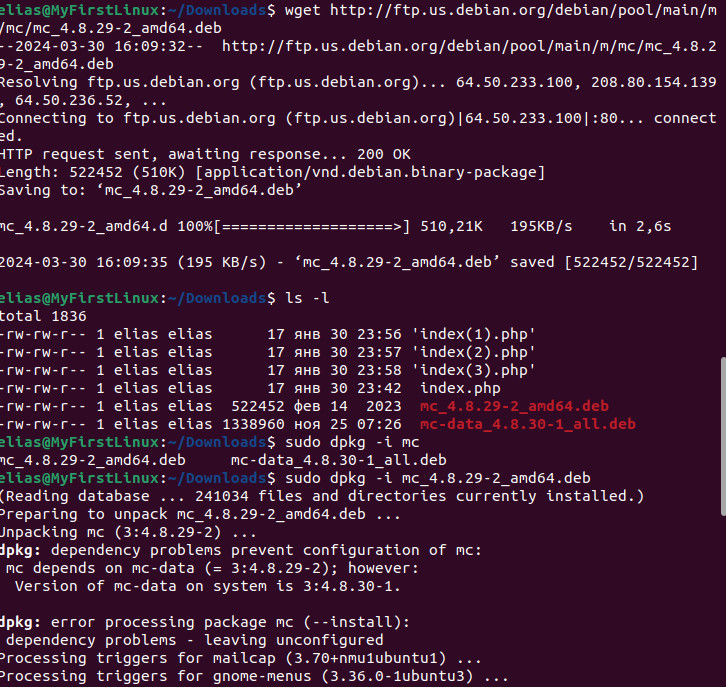 elias@MyFirstLinux:~/Downloads$ wget http://ftp.us.debian.org/debian/pool/main/m
/mc/mc_4.8.29-2_amd64.deb
--2024-03-30 16:09:32--  http://ftp.us.debian.org/debian/pool/main/m/mc/mc_4.8.2
9-2_amd64.deb
Resolving ftp.us.debian.org (ftp.us.debian.org)... 64.50.233.100, 208.80.154.139
, 64.50.236.52, ...
Connecting to ftp.us.debian.org (ftp.us.debian.org)|64.50.233.100|:80... connect
ed.
HTTP request sent, awaiting response... 200 OK
Length: 522452 (510K) [application/vnd.debian.binary-package]
Saving to: ‘mc_4.8.29-2_amd64.deb’
mc_4.8.29-2_amd64.d 100%[===================>] 510,21K   195KB/s    in 2,6s
2024-03-30 16:09:35 (195 KB/s) - ‘mc_4.8.29-2_amd64.deb’ saved [522452/522452]
elias@MyFirstLinux:~/Downloads$ ls -l
total 1836
-rw-rw-r-- 1 elias elias      17 янв 30 23:56 'index(1).php'
-rw-rw-r-- 1 elias elias      17 янв 30 23:57 'index(2).php'
-rw-rw-r-- 1 elias elias      17 янв 30 23:58 'index(3).php'
-rw-rw-r-- 1 elias elias      17 янв 30 23:42  index.php
-rw-rw-r-- 1 elias elias  522452 фев 14  2023  mc_4.8.29-2_amd64.deb
-rw-rw-r-- 1 elias elias 1338960 ноя 25 07:26  mc-data_4.8.30-1_all.deb
elias@MyFirstLinux:~/Downloads$ sudo dpkg -i mc
mc_4.8.29-2_amd64.deb     mc-data_4.8.30-1_all.deb
elias@MyFirstLinux:~/Downloads$ sudo dpkg -i mc_4.8.29-2_amd64.deb
(Reading database ... 241034 files and directories currently installed.)
Preparing to unpack mc_4.8.29-2_amd64.deb ...
Unpacking mc (3:4.8.29-2) ...
dpkg: dependency problems prevent configuration of mc:
 mc depends on mc-data (= 3:4.8.29-2); however:
  Version of mc-data on system is 3:4.8.30-1.
dpkg: error processing package mc (--install):
 dependency problems - leaving unconfigured
Processing triggers for mailcap (3.70+nmu1ubuntu1) ...
Processing triggers for gnome-menus (3.36.0-1ubuntu3) ...